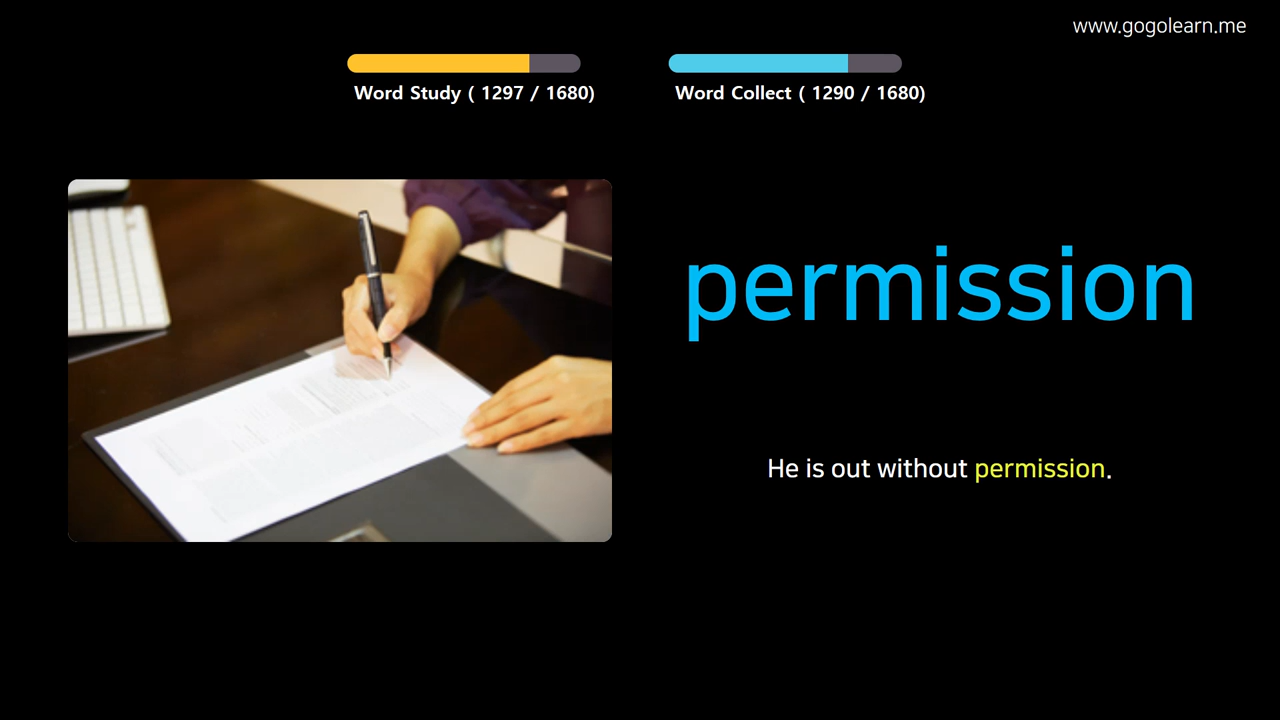 www.gogolearn.me
Word Study ( 1297 / 1680)
Word Collect ( 1290 / 1680)
permission
He is out without permission.